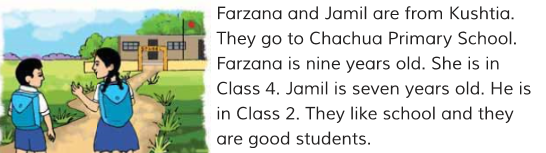 Farzana and Jamil are from Kushtia.
They go to Chachua Primary School.
Farzana is nine years old. She is in
Class 4. Jamil is seven years old. He is
in Class 2. They like school and they
are good students.